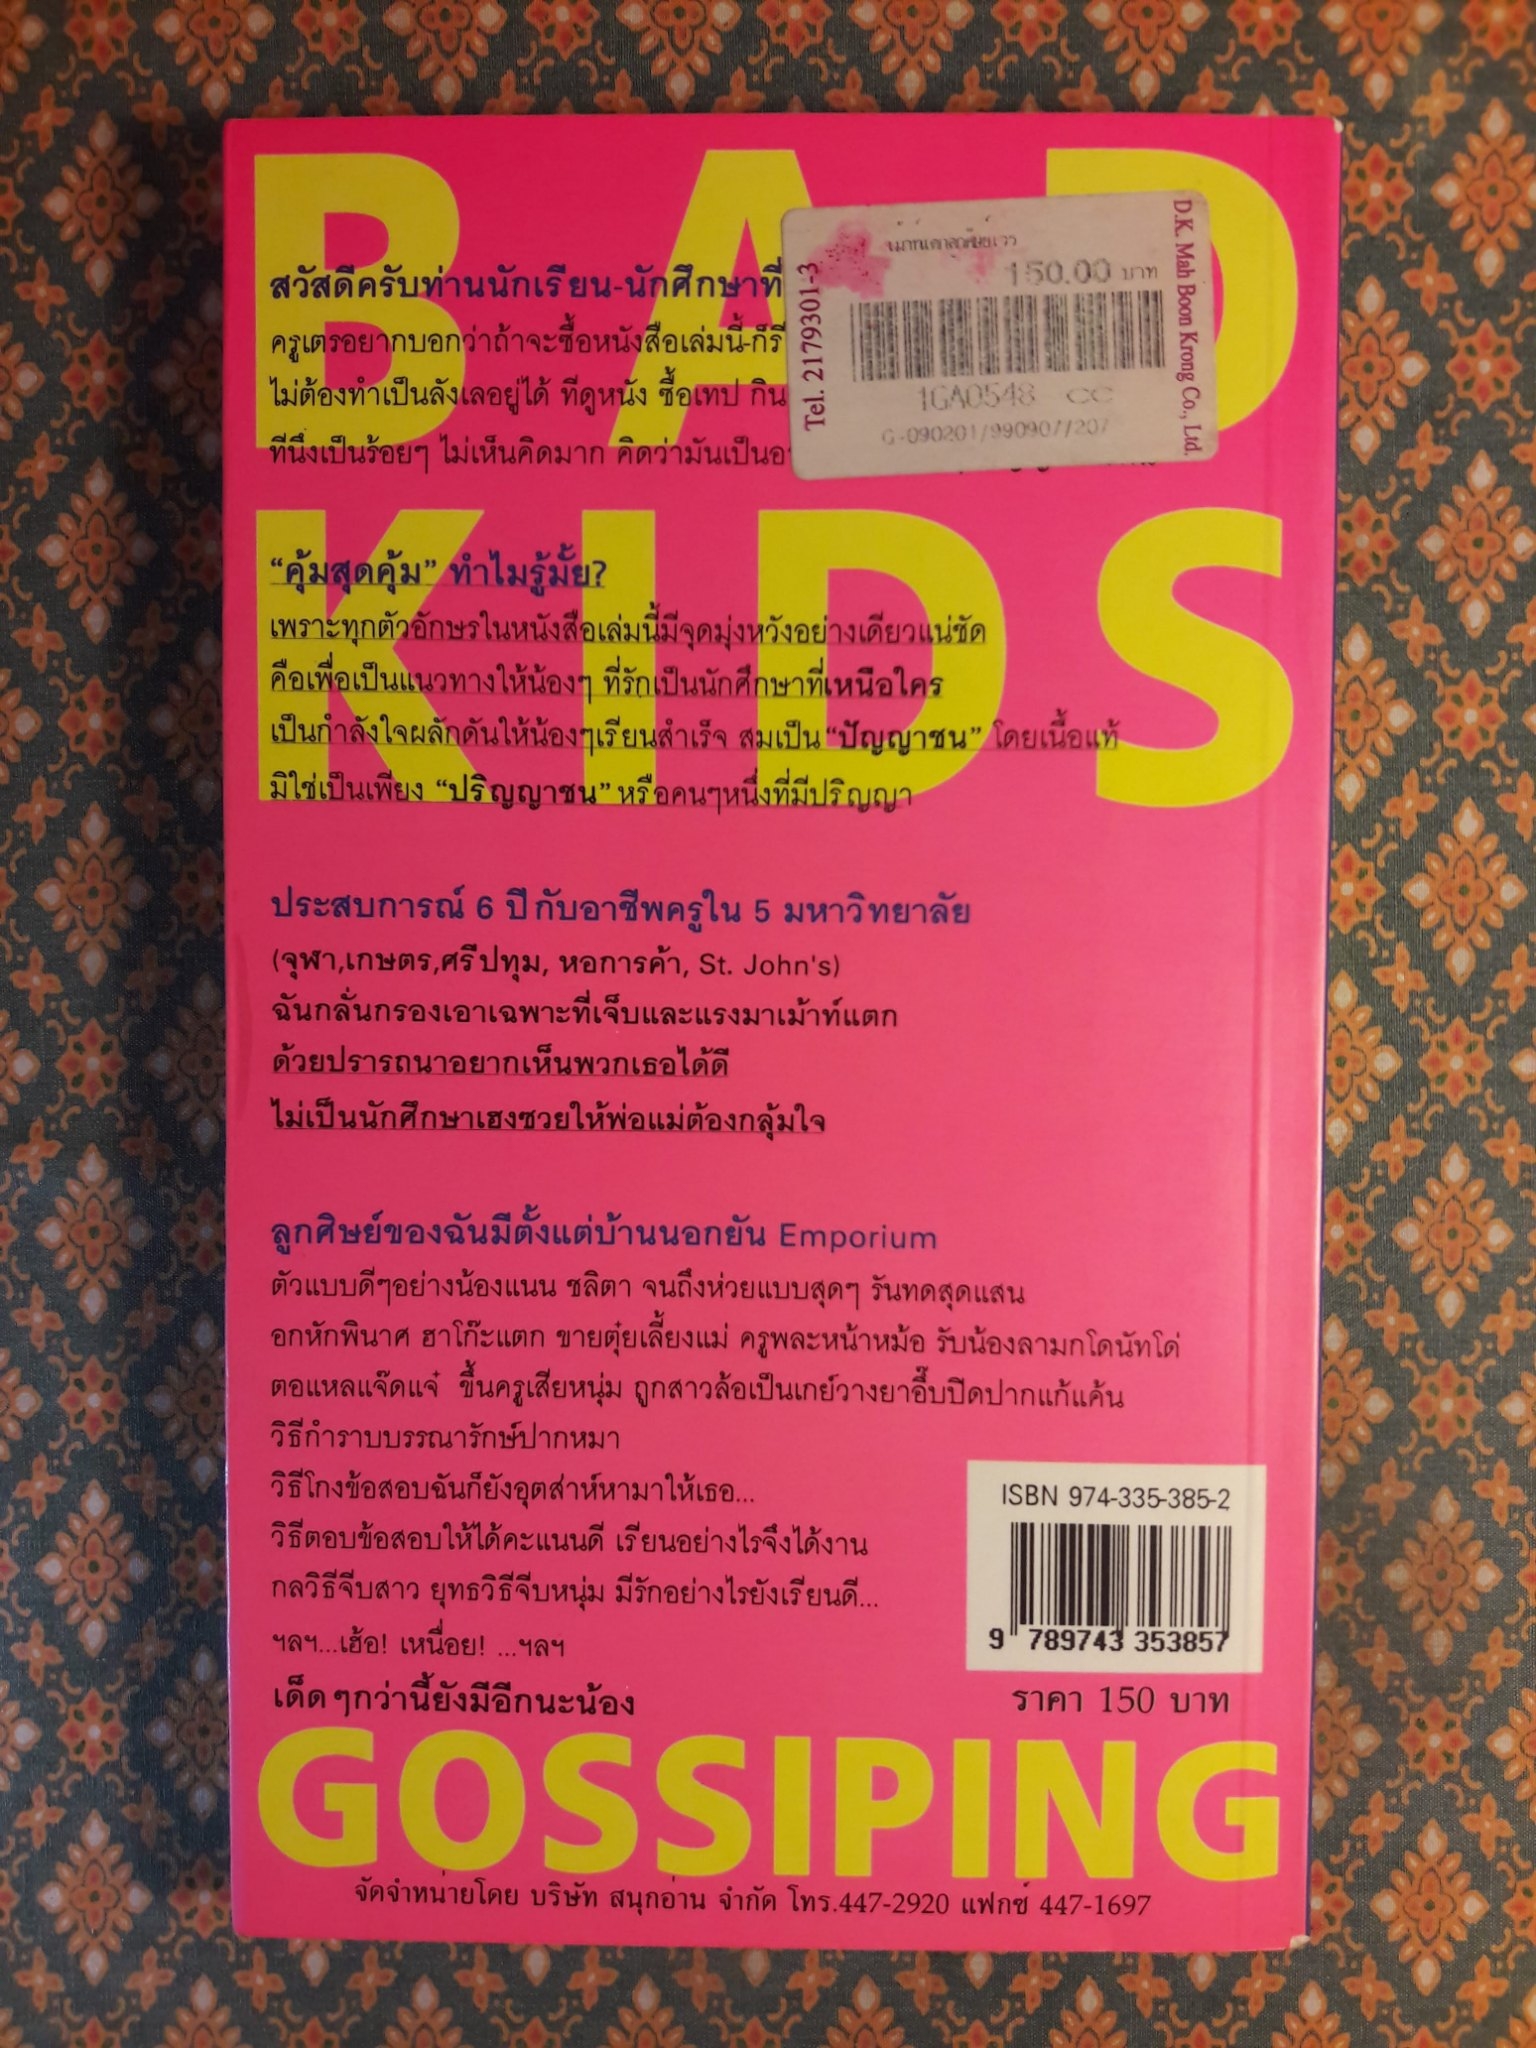 BAD
สวัสดีครับท่านนักเรียน-นักศึกษาที่
ครูเตรอยากบอกว่าถ้าจะซื้อหนังสือเล่มนี้-ก็รี
ไม่ต้องทำเป็นลังเลอยู่ได้ ทีดูหนัง ซื้อเทป กิน
ทีนึงเป็นร้อยๆ ไม่เห็นคิดมาก คิดว่ามันเป็น
150.00 บาท
1GA0548 CC
G-090201/9909077207
Tel. 2179301-3
D.K. Mah Boon Krong Co., Ltd.
KIDS
“คุ้มสุดคุ้ม” ทำไมรู้มั้ย?
เพราะทุกตัวอักษรในหนังสือเล่มนี้มีจุดมุ่งหวังอย่างเดียวแน่ชัด
คือเพื่อเป็นแนวทางให้น้องๆ ที่รักเป็นนักศึกษาที่เหนือใคร
เป็นกำลังใจผลักดันให้น้องๆเรียนสำเร็จ สมเป็น “ปัญญาชน” โดยเนื้อแท้
มิใช่เป็นเพียง “ปริญญาชน” หรือคนๆหนึ่งที่มีปริญญา
ประสบการณ์ 6 ปีกับอาชีพครูใน 5 มหาวิทยาลัย
(จุฬา,เกษตร,ศรีปทุม, หอการค้า, St. John's)
ฉันกลั่นกรองเอาเฉพาะที่เจ็บและแรงมาเม้าท์แตก
ด้วยปรารถนาอยากเห็นพวกเธอได้ดี
ไม่เป็นนักศึกษาเฮงซวยให้พ่อแม่ต้องกลุ้มใจ
ลูกศิษย์ของฉันมีตั้งแต่บ้านนอกยัน Emporium
ตัวแบบดีๆอย่างน้องแนน ชลิตา จนถึงห่วยแบบสุดๆ รันทดสุดแสน
อกหักพินาศ ฮาโก๊ะแตก ขายตุ๋ยเลี้ยงแม่ ครูพละหน้าหม้อ รับน้องลามกโดนัทโด่
ตอแหลแจ๊ดแจ๋ ขึ้นครูเสียหนุ่ม ถูกสาวล้อเป็นเกย์วางยาอึ๊บปิดปากแก้แค้น
วิธีกำราบบรรณารักษ์ปากหมา
วิธีโกงข้อสอบฉันก็ยังอุตส่าห์หามาให้เธอ...
วิธีตอบข้อสอบให้ได้คะแนนดี เรียนอย่างไรจึงได้งาน
กลวิธีจีบสาว ยุทธวิธีจีบหนุ่ม มีรักอย่างไรยังเรียนดี...
ฯลฯ...เฮ้อ! เหนื่อย! ...ฯลฯ
เด็ดๆกว่านี้ยังมีอีกนะน้อง
ISBN 974-335-385-2
9 789743 353857
ราคา 150 บาท
GOSSIPING
จัดจำหน่ายโดย บริษัท สนุกอ่าน จำกัด โทร.447-2920 แฟกซ์ 447-1697